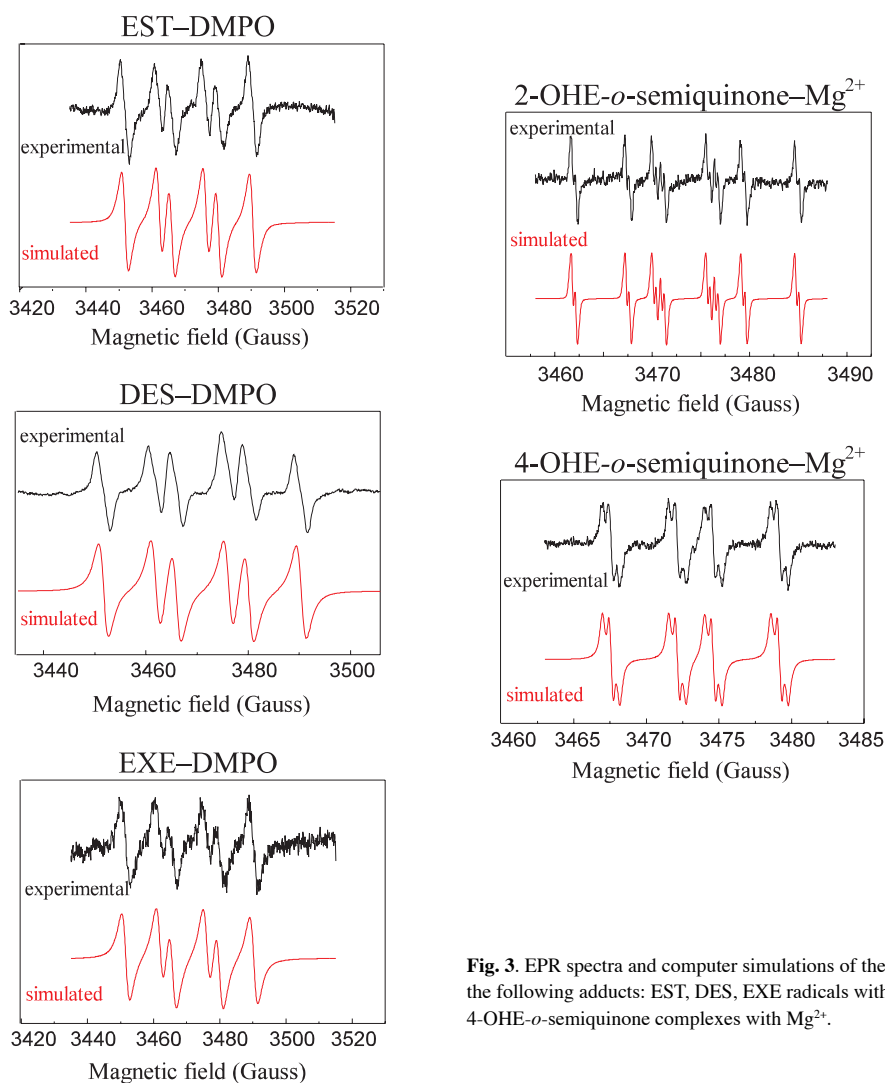 EST–DMPO
experimental
simulated
3420 3440 3460 3480 3500 3520
Magnetic field (Gauss)
DES–DMPO
experimental
simulated
3440 3460 3480 3500
Magnetic field (Gauss)
EXE–DMPO
experimental
simulated
3420 3440 3460 3480 3500 3520
Magnetic field (Gauss)
2-OHE-o-semiquinone–Mg²⁺
experimental
simulated
3460 3470 3480 3490
Magnetic field (Gauss)
4-OHE-o-semiquinone–Mg²⁺
experimental
simulated
3460 3465 3470 3475 3480 3485
Magnetic field (Gauss)
Fig. 3. EPR spectra and computer simulations of the
the following adducts: EST, DES, EXE radicals with
4-OHE-o-semiquinone complexes with Mg²⁺.